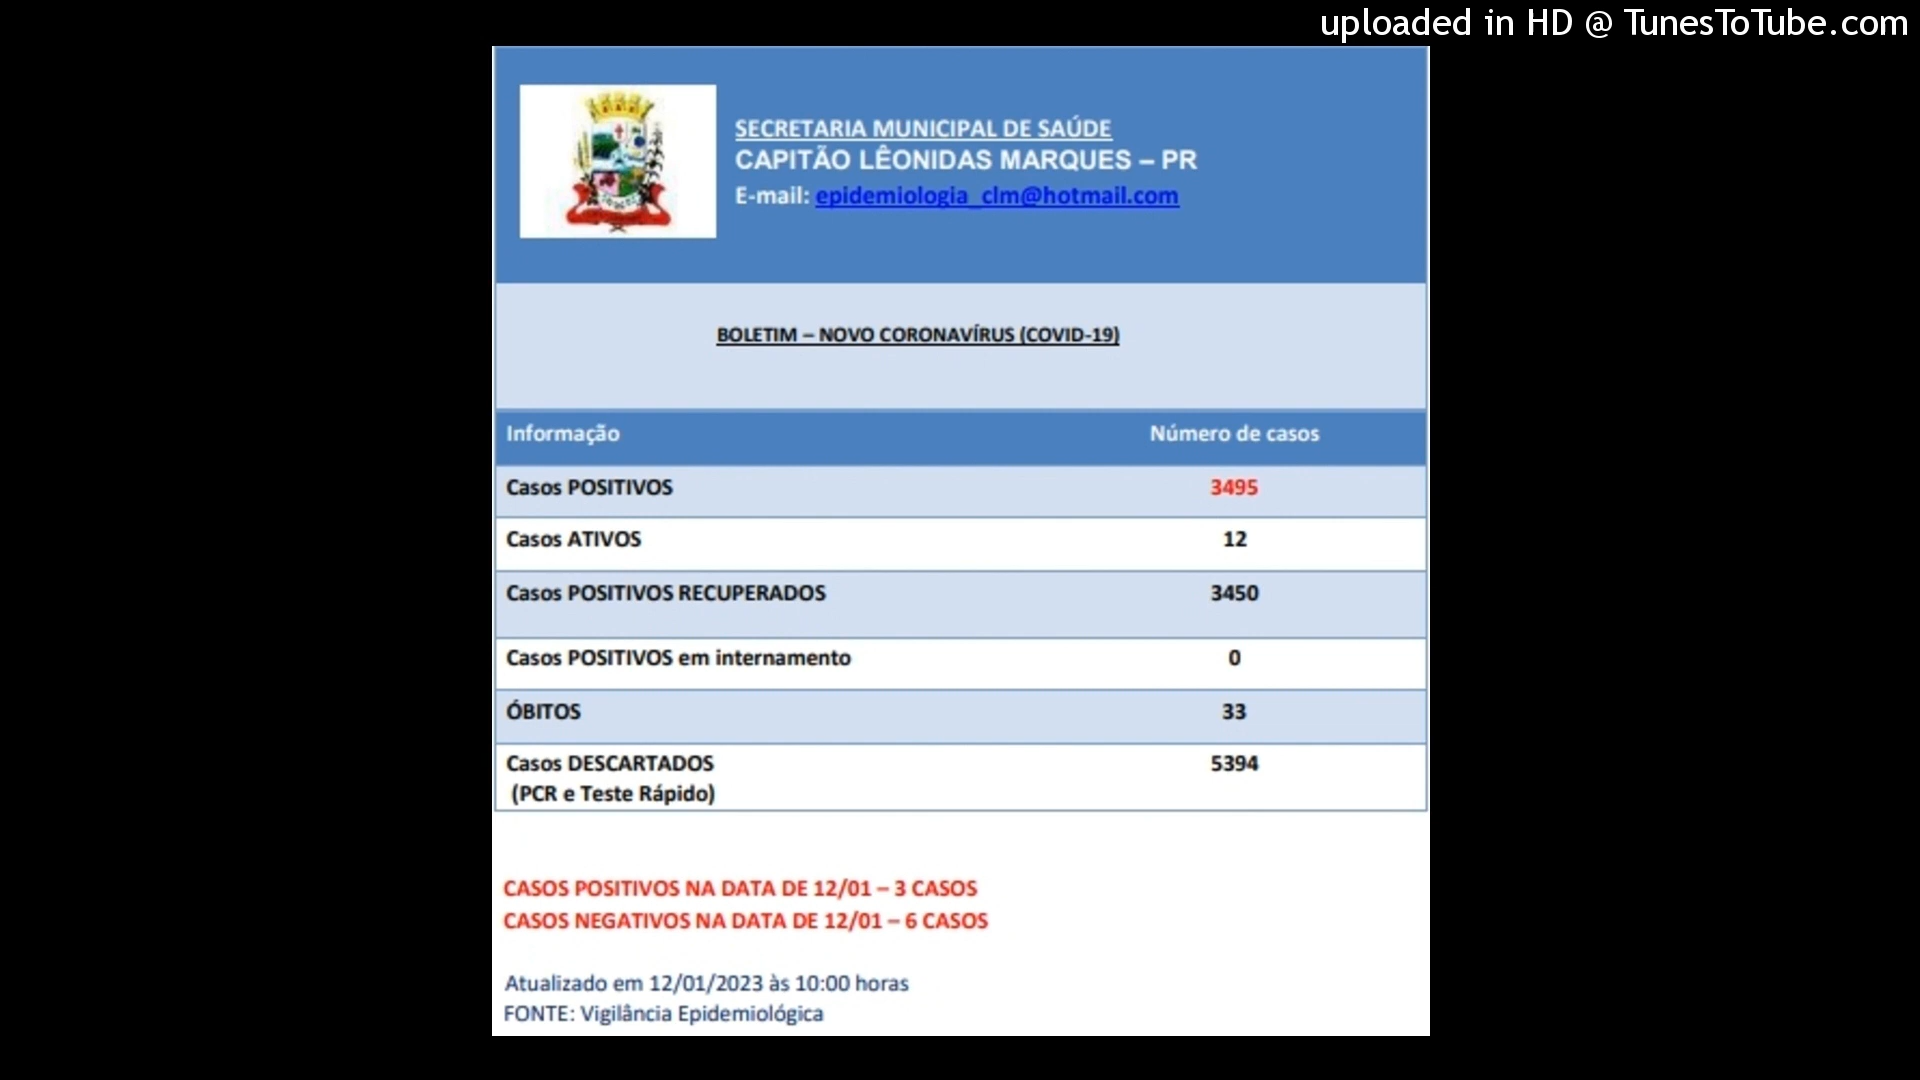 uploaded in HD @ TunesToTube.com
SECRETARIA MUNICIPAL DE SAÚDE
CAPITÃO LÊONIDAS MARQUES – PR
E-mail: epidemiologia_clm@hotmail.com
BOLETIM – NOVO CORONAVÍRUS (COVID-19)
Informação Número de casos
Casos POSITIVOS 3495
Casos ATIVOS 12
Casos POSITIVOS RECUPERADOS 3450
Casos POSITIVOS em internamento 0
ÓBITOS 33
Casos DESCARTADOS 5394
(PCR e Teste Rápido)
CASOS POSITIVOS NA DATA DE 12/01 – 3 CASOS
CASOS NEGATIVOS NA DATA DE 12/01 – 6 CASOS
Atualizado em 12/01/2023 às 10:00 horas
FONTE: Vigilância Epidemiológica